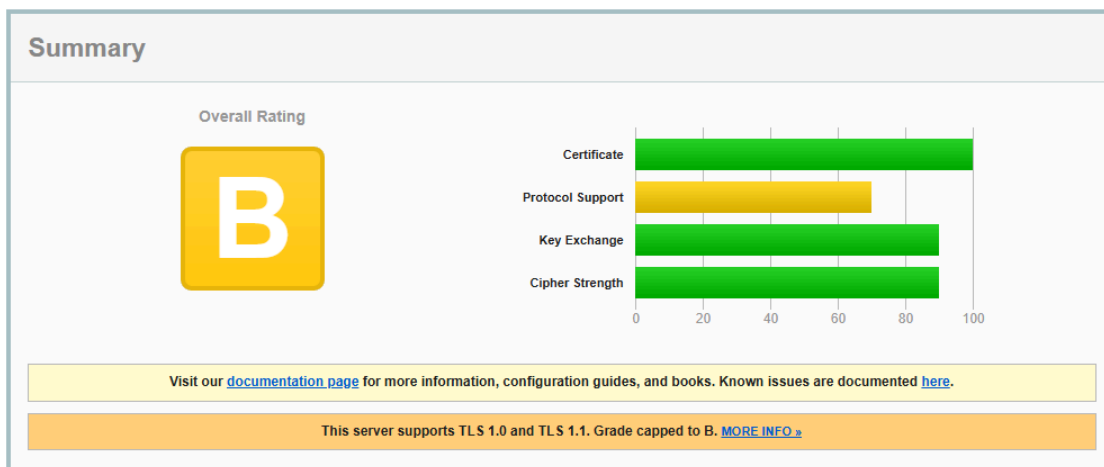 Summary
Overall Rating
B
Certificate
Protocol Support
Key Exchange
Cipher Strength
0 20 40 60 80 100
Visit our documentation page for more information, configuration guides, and books. Known issues are documented here.
This server supports TLS 1.0 and TLS 1.1. Grade capped to B. MORE INFO »